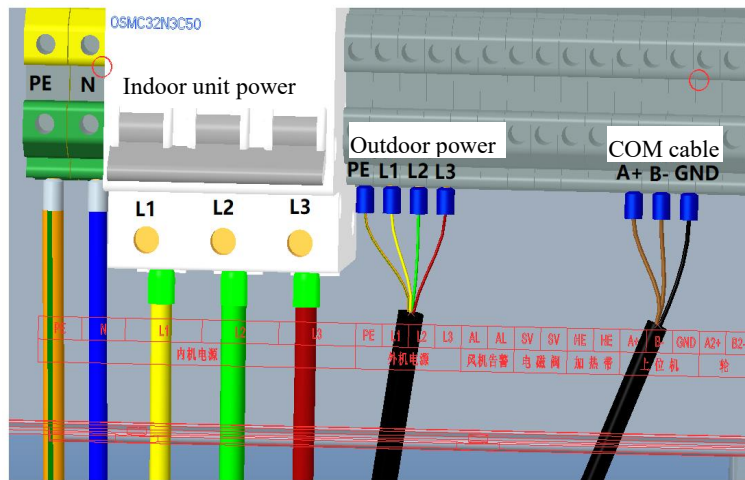 OSMC32N3C50
PE N
Indoor unit power
Outdoor power
COM cable
PE L1 L2 L3
A+ B- GND
L1 L2 L3
PE N L1 L2 L3 PE L1 L2 L3 AL AL SV SV HE HE A+ B- GND A2+ B2-
内机电源 外机电源 风机告警 电磁阀 加热带 上位机 轮